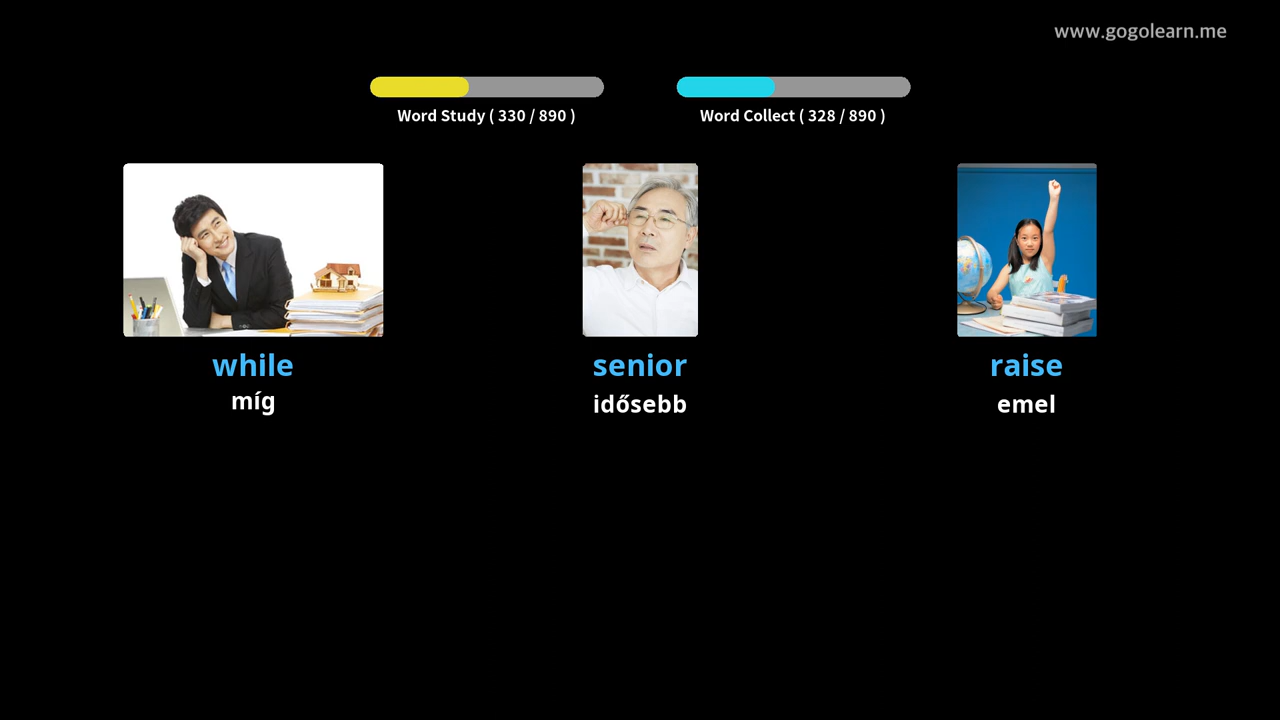 www.gogolearn.me
Word Study ( 330 / 890 )
Word Collect ( 328 / 890 )
while
senior
raise
míg
idősebb
emel